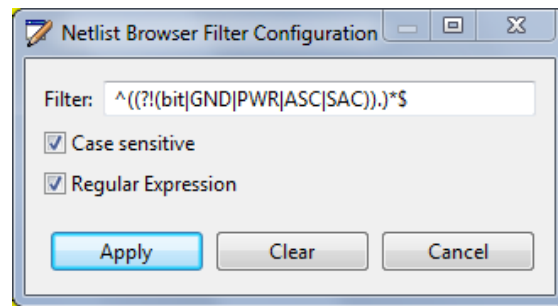 Netlist Browser Filter Configuration
Filter: ^((?!(bit|GND|PWR|ASC|SAC)).)*$
Case sensitive
Regular Expression
Apply Clear Cancel